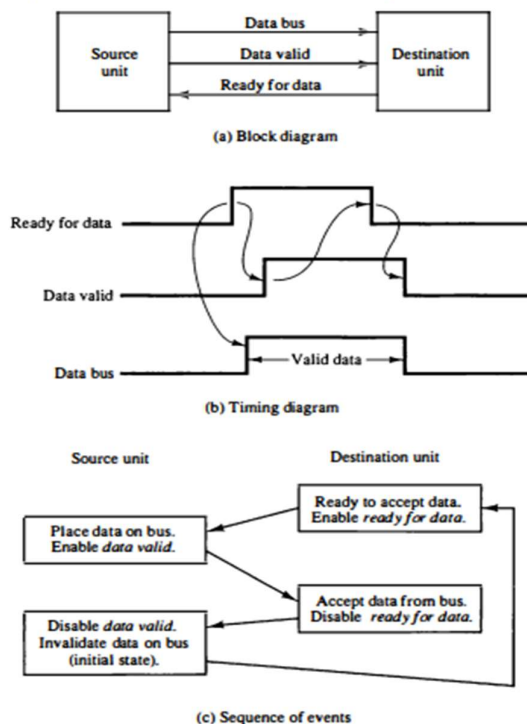 Source
unit
Data bus
Data valid
Ready for data
Destination
unit
(a) Block diagram
Ready for data
Data valid
Data bus
Valid data
(b) Timing diagram
Source unit
Destination unit
Ready to accept data.
Enable ready for data.
Place data on bus.
Enable data valid.
Accept data from bus.
Disable ready for data.
Disable data valid.
Invalidate data on bus
(initial state).
(c) Sequence of events